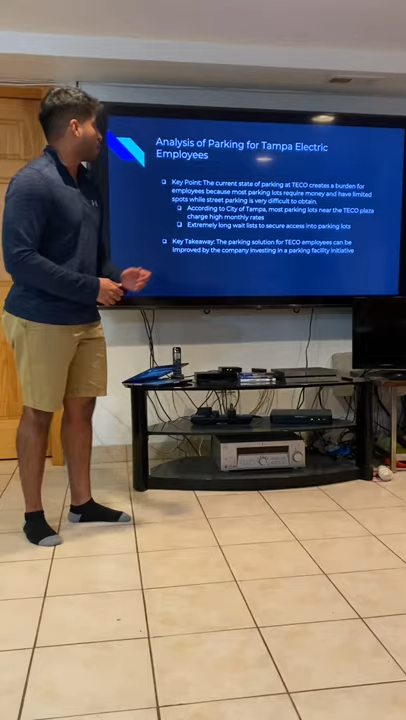 Analysis of Parking for Tampa Electric
Employees
Key Point: The current state of parking at TECO creates a burden for
employees because most parking lots require money and have limited
spots while street parking is very difficult to obtain.
According to City of Tampa, most parking lots near the TECO plaza
charge high monthly rates
Extremely long wait lists to secure access into parking lots
Key Takeaway: The parking solution for TECO employees can be
improved by the company investing in a parking facility initiative